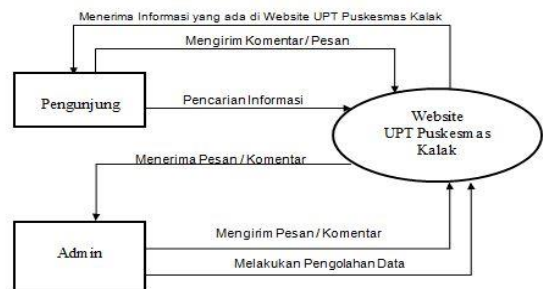 Menerima Informasi yang ada di Website UPT Puskesmas Kalak
Mengirim Komentar / Pesan
Pengunjung
Pencarian Informasi
Website
UPT Puskesmas
Kalak
Menerima Pesan / Komentar
Mengirim Pesan / Komentar
Admin
Melakukan Pengolahan Data